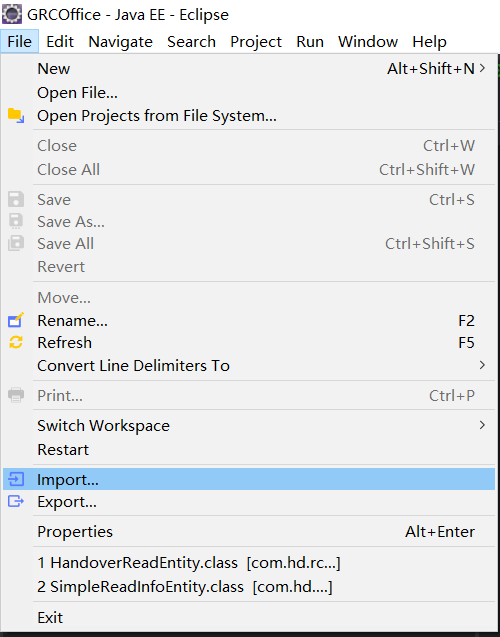 GRCOffice - Java EE - Eclipse
File Edit Navigate Search Project Run Window Help
New Alt+Shift+N
Open File...
Open Projects from File System...
Close Ctrl+W
Close All Ctrl+Shift+W
Save Ctrl+S
Save As...
Save All Ctrl+Shift+S
Revert
Move...
Rename... F2
Refresh F5
Convert Line Delimiters To
Print... Ctrl+P
Switch Workspace
Restart
Import...
Export...
Properties Alt+Enter
1 HandoverReadEntity.class [com.hd.rc...]
2 SimpleReadInfoEntity.class [com.hd....]
Exit